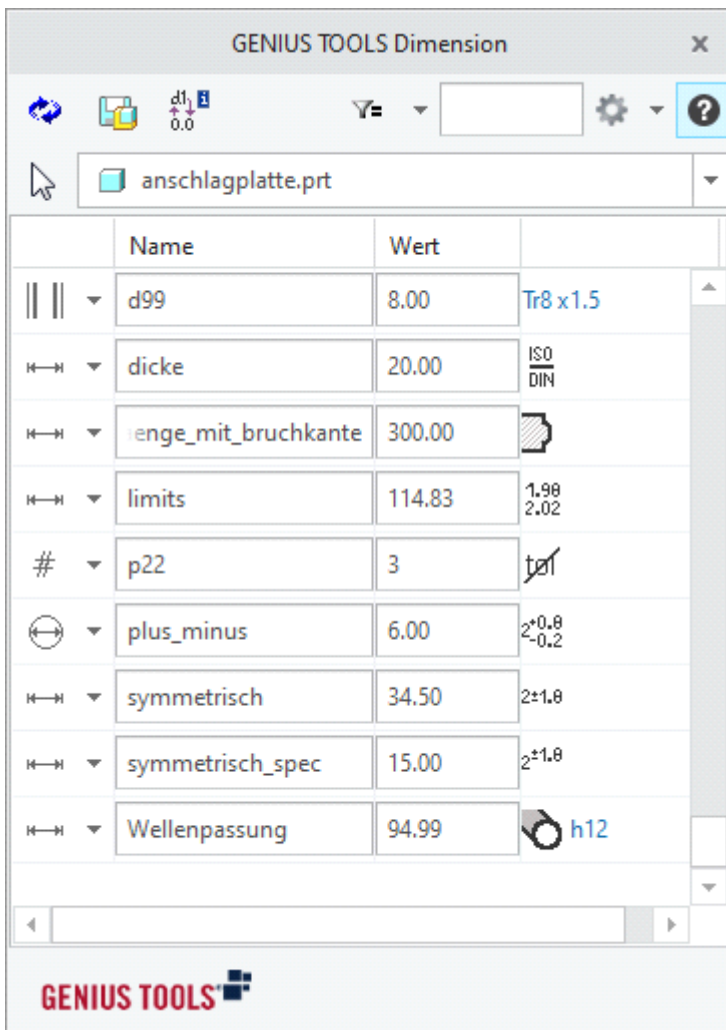 GENIUS TOOLS Dimension
d1 i
0.0
=
?
anschlagplatte.prt
Name Wert
d99 8.00 Tr8 x1.5
dicke 20.00 ISO
DIN
enge_mit_bruchkante 300.00
limits 114.83 1.98
2.02
# p22 3 tol
plus_minus 6.00 2+0.8
-0.2
symmetrisch 34.50 2±1.8
symmetrisch_spec 15.00 2±1.8
Wellenpassung 94.99 h12
GENIUS TOOLS